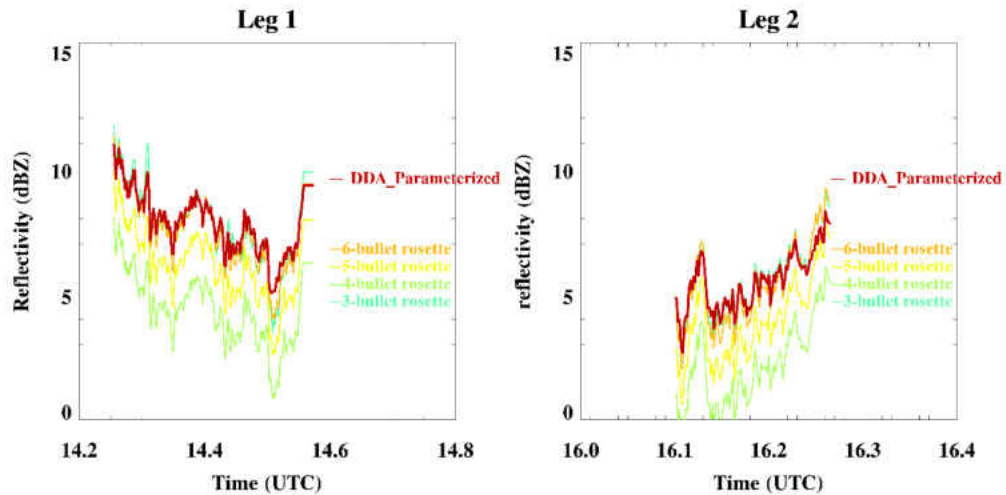 Leg 1
Leg 2
15
10
5
0
Reflectivity (dBZ)
DDA_Parameterized
6-bullet rosette
5-bullet rosette
4-bullet rosette
3-bullet rosette
14.2
14.4
14.6
14.8
Time (UTC)
15
10
5
0
reflectivity (dBZ)
DDA_Parameterized
6-bullet rosette
5-bullet rosette
4-bullet rosette
3-bullet rosette
16.0
16.1
16.2
16.3
16.4
Time (UTC)